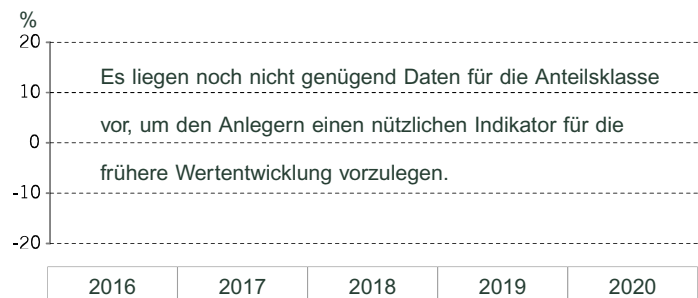 %
20
Es liegen noch nicht genügend Daten für die Anteilsklasse
10
vor, um den Anlegern einen nützlichen Indikator für die
0
frühere Wertentwicklung vorzulegen.
-10
-20
2016 2017 2018 2019 2020